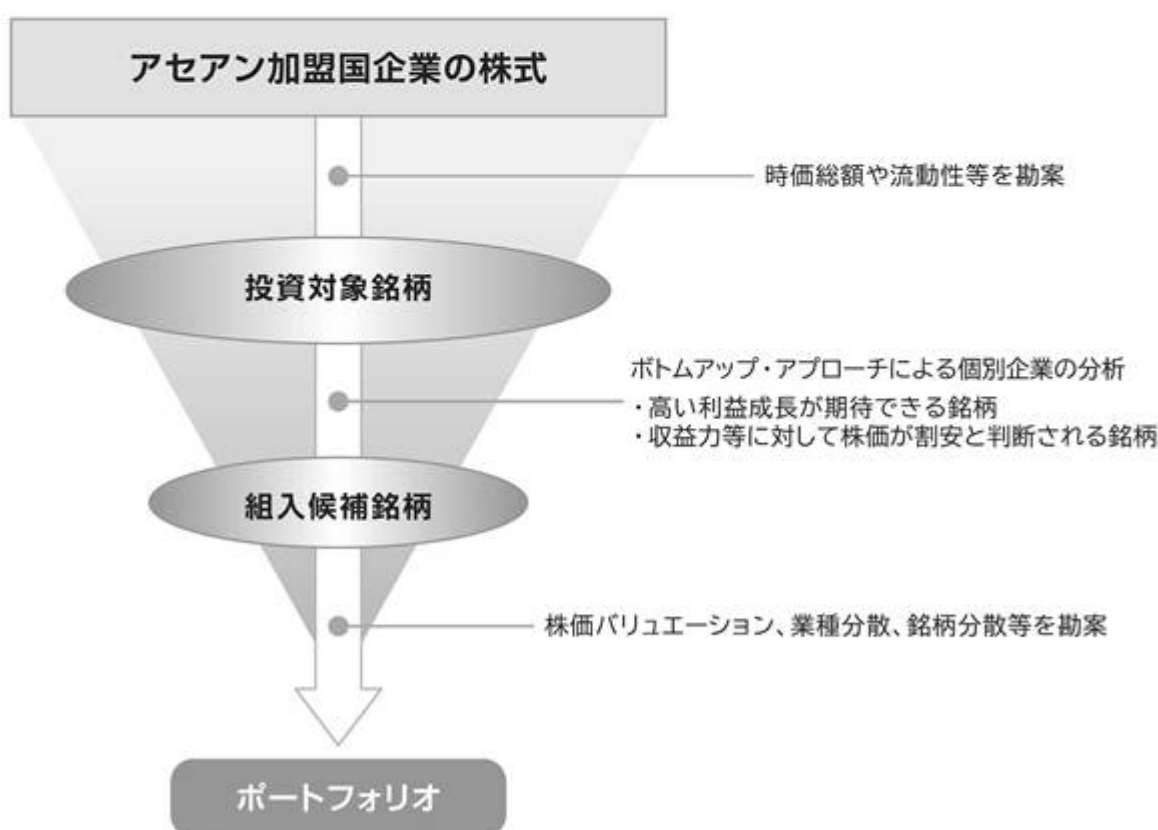 アセアン加盟国企業の株式
時価総額や流動性等を勘案
投資対象銘柄
ボトムアップ・アプローチによる個別企業の分析
・高い利益成長が期待できる銘柄
・収益力等に対して株価が割安と判断される銘柄
組入候補銘柄
株価バリュエーション、業種分散、銘柄分散等を勘案
ポートフォリオ